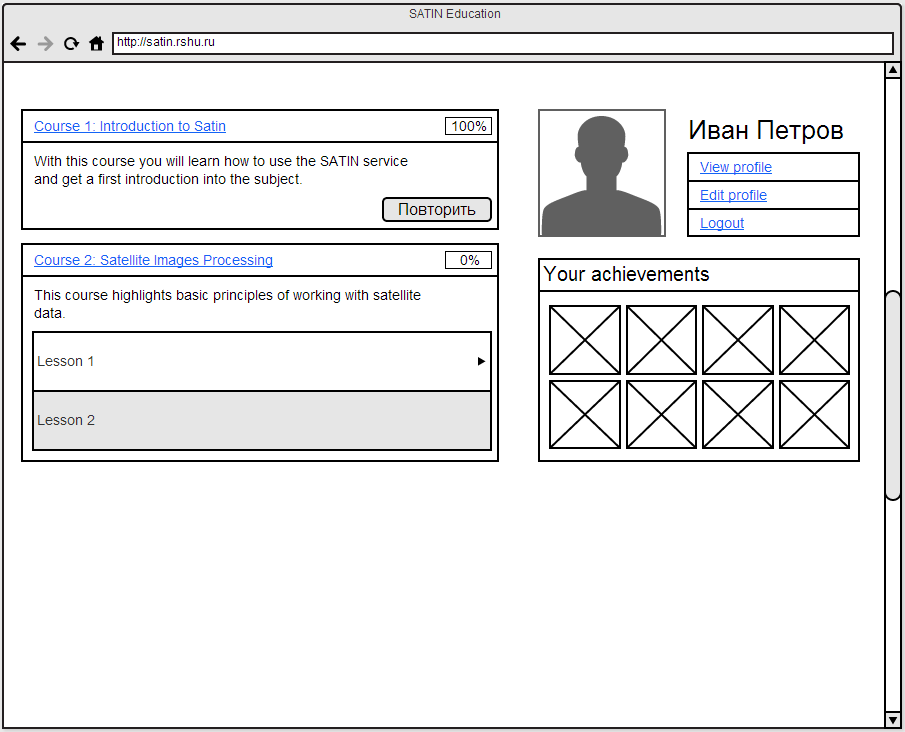 SATIN Education
http://satin.rshu.ru
Course 1: Introduction to Satin
100%
With this course you will learn how to use the SATIN service
and get a first introduction into the subject.
Повторить
Course 2: Satellite Images Processing
0%
This course highlights basic principles of working with satellite
data.
Lesson 1
Lesson 2
Иван Петров
View profile
Edit profile
Logout
Your achievements